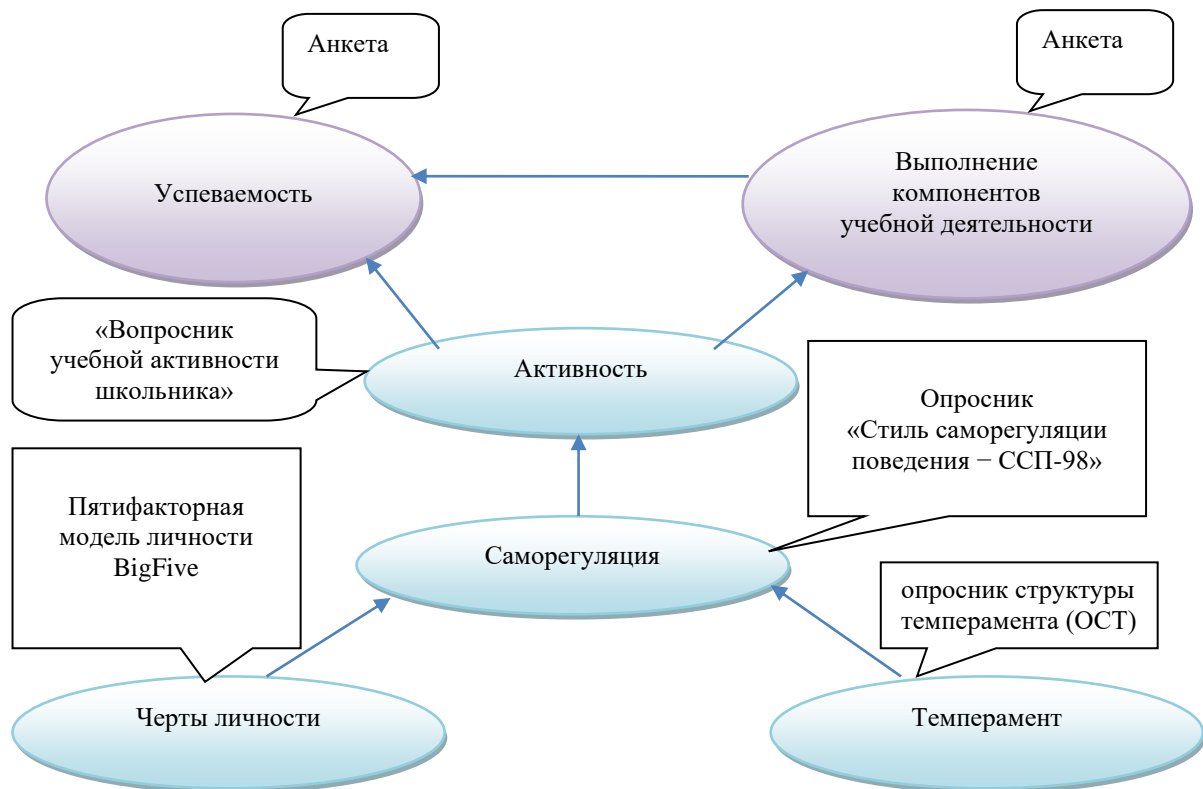 Анкета
Анкета
Успеваемость
Выполнение
компонентов
учебной деятельности
«Вопросник
учебной активности
школьника»
Активность
Опросник
«Стиль саморегуляции
поведения − ССП-98»
Пятифакторная
модель личности
BigFive
Саморегуляция
опросник структуры
темперамента (ОСТ)
Черты личности
Темперамент